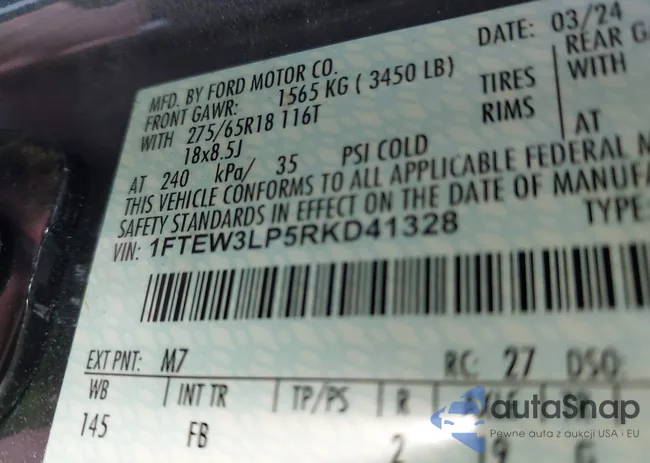 DATE: 03/24
MFD. BY FORD MOTOR CO.
FRONT GAWR: 1565 KG ( 3450 LB)
REAR G
WITH 275/65R18 116T TIRES WITH
18x8.5J RIMS
AT 240 kPa/ 35 PSI COLD AT
THIS VEHICLE CONFORMS TO ALL APPLICABLE FEDERAL M
SAFETY STANDARDS IN EFFECT ON THE DATE OF MANUFA
VIN: 1FTEW3LP5RKD41328 TYPE:
EXT PNT: M7 RC: 27 DSO:
WB INT TR TP/PS R
145 FB 2 19 G
autaSnap
Pewne auta z aukcji USA i EU